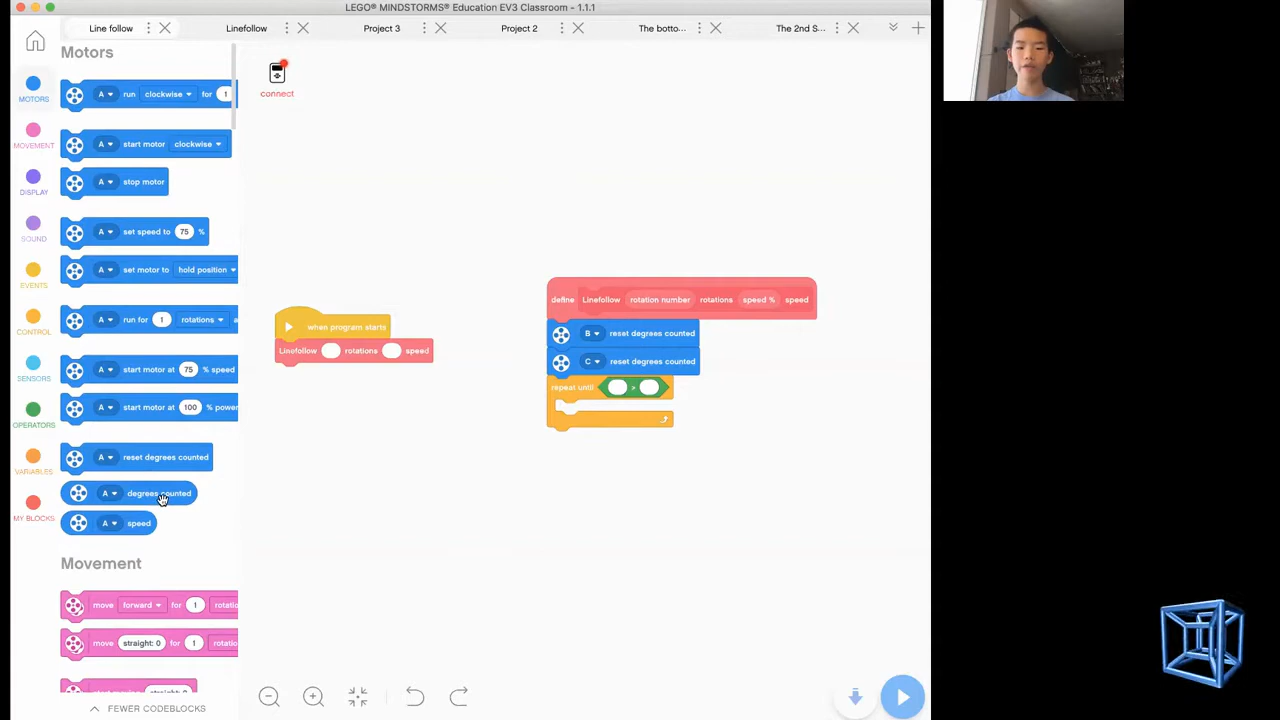 LEGO® MINDSTORMS® Education EV3 Classroom - 1.1.1
Line follow
Linefollow
Project 3
Project 2
The botto...
The 2nd S...
connect
MOTORS
MOVEMENT
DISPLAY
SOUND
EVENTS
CONTROL
SENSORS
OPERATORS
VARIABLES
MY BLOCKS
Motors
A run clockwise for 1
A start motor clockwise
A stop motor
A set speed to 75 %
A set motor to hold position
A run for 1 rotations
A start motor at 75 % speed
A start motor at 100 % power
A reset degrees counted
A degrees counted
A speed
Movement
move forward for 1 rotatio
move straight: 0 for 1 rotatio
when program starts
Linefollow rotations speed
define Linefollow rotation number rotations speed % speed
B reset degrees counted
C reset degrees counted
repeat until >
FEWER CODEBLOCKS